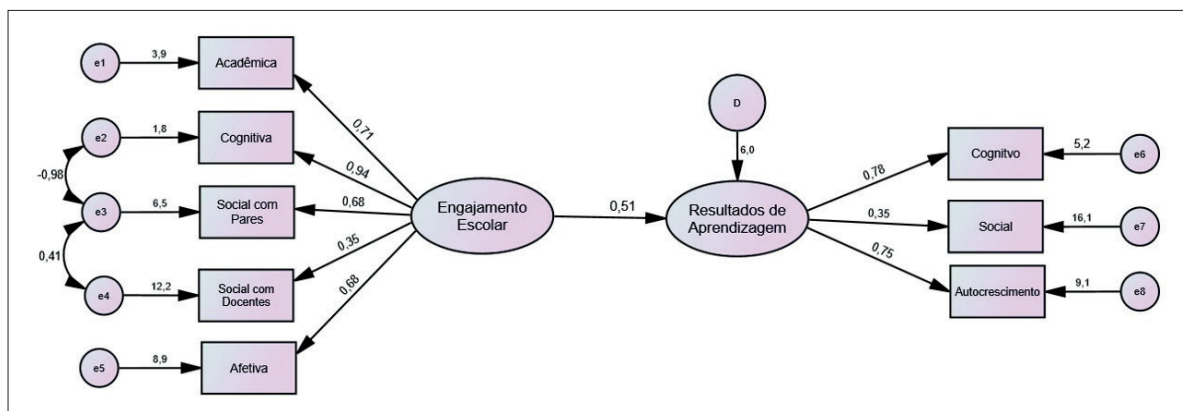 e1
3,9
Acadêmica
0,71
e2
1,8
Cognitiva
0,94
-0,98
e3
6,5
Social com
Pares
0,68
0,41
e4
12,2
Social com
Docentes
0,35
e5
8,9
Afetiva
0,68
Engajamento
Escolar
0,51
D
6,0
Resultados de
Aprendizagem
0,78
Cognitvo
5,2
e6
0,35
Social
16,1
e7
0,75
Autocrescimento
9,1
e8